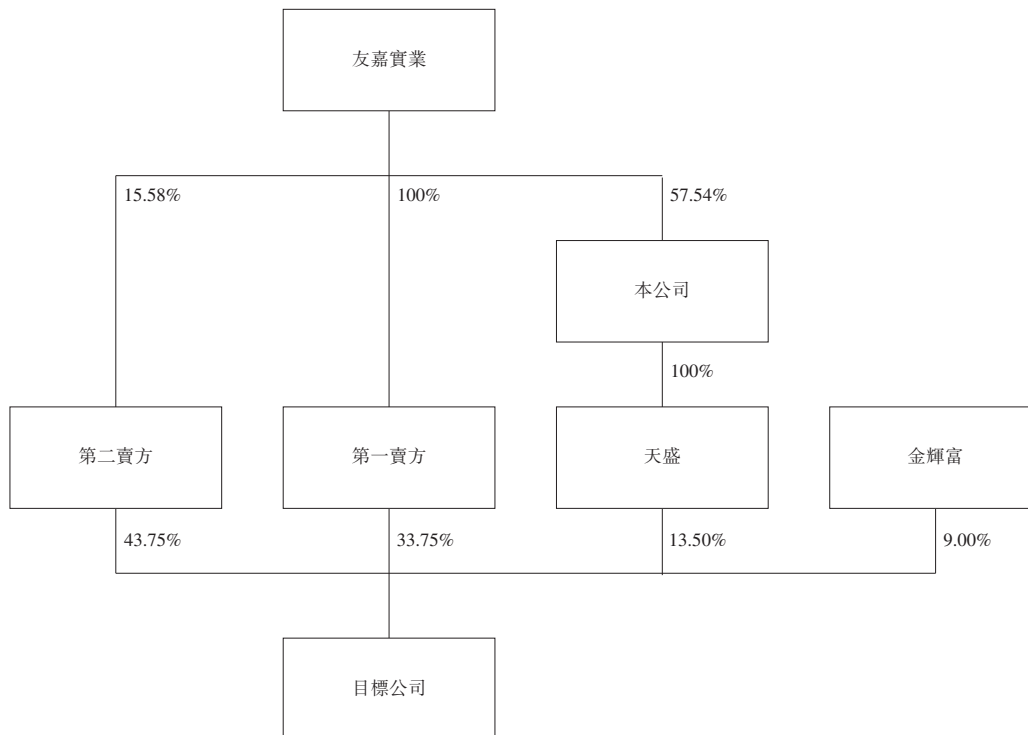 友嘉實業
15.58%
100%
57.54%
本公司
100%
第二賣方
第一賣方
天盛
金輝富
43.75%
33.75%
13.50%
9.00%
目標公司